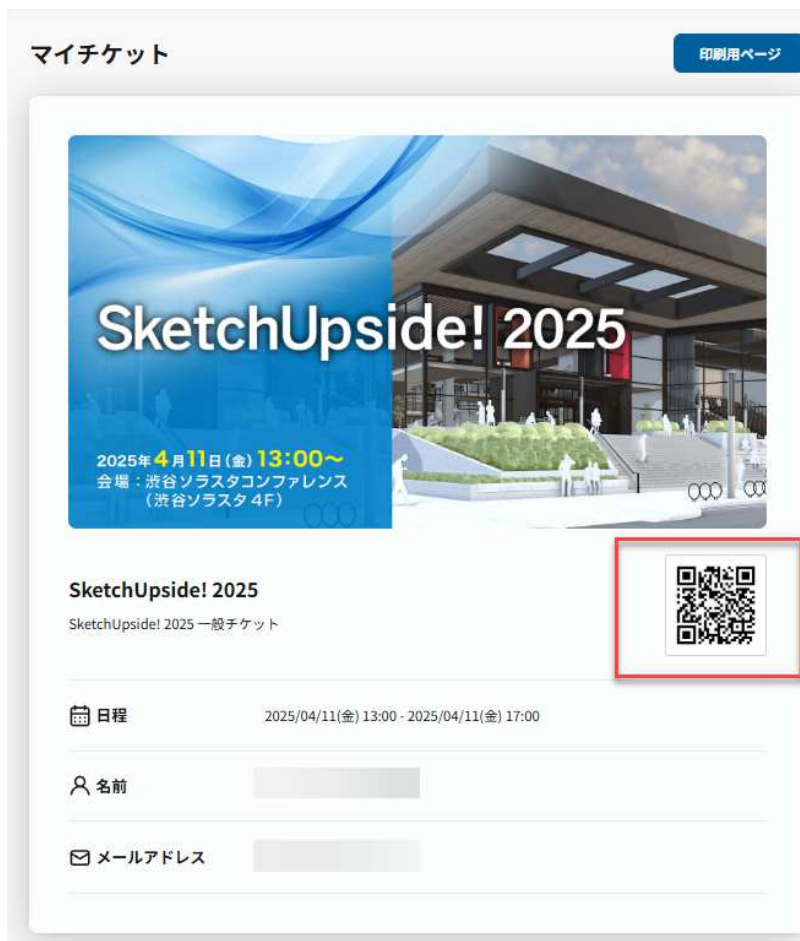 マイチケット
印刷用ページ
SketchUpside! 2025
2025年4月11日(金)13:00～
会場：渋谷ソラスタコンファレンス
（渋谷ソラスタ 4F）
SketchUpside! 2025
SketchUpside! 2025 一般チケット
日程
2025/04/11(金) 13:00 - 2025/04/11(金) 17:00
名前
メールアドレス